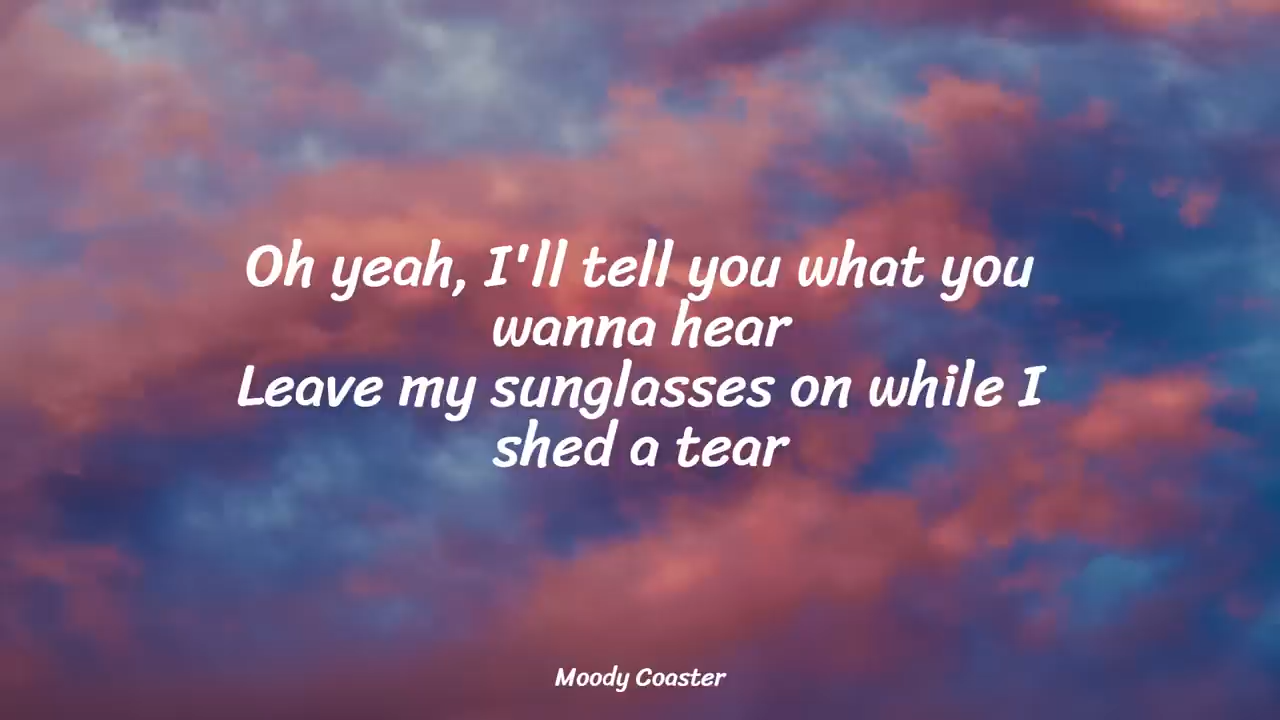 Oh yeah, I'll tell you what you
wanna hear
Leave my sunglasses on while I
shed a tear
Moody Coaster